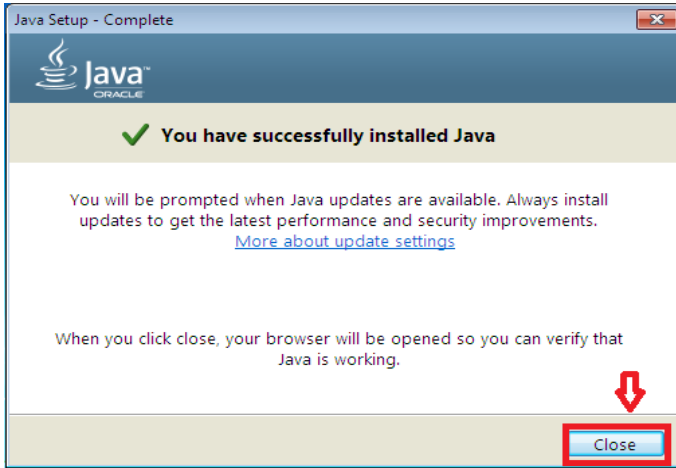 Java Setup - Complete
Java™
ORACLE
You have successfully installed Java
You will be prompted when Java updates are available. Always install
updates to get the latest performance and security improvements.
More about update settings
When you click close, your browser will be opened so you can verify that
Java is working.
Close